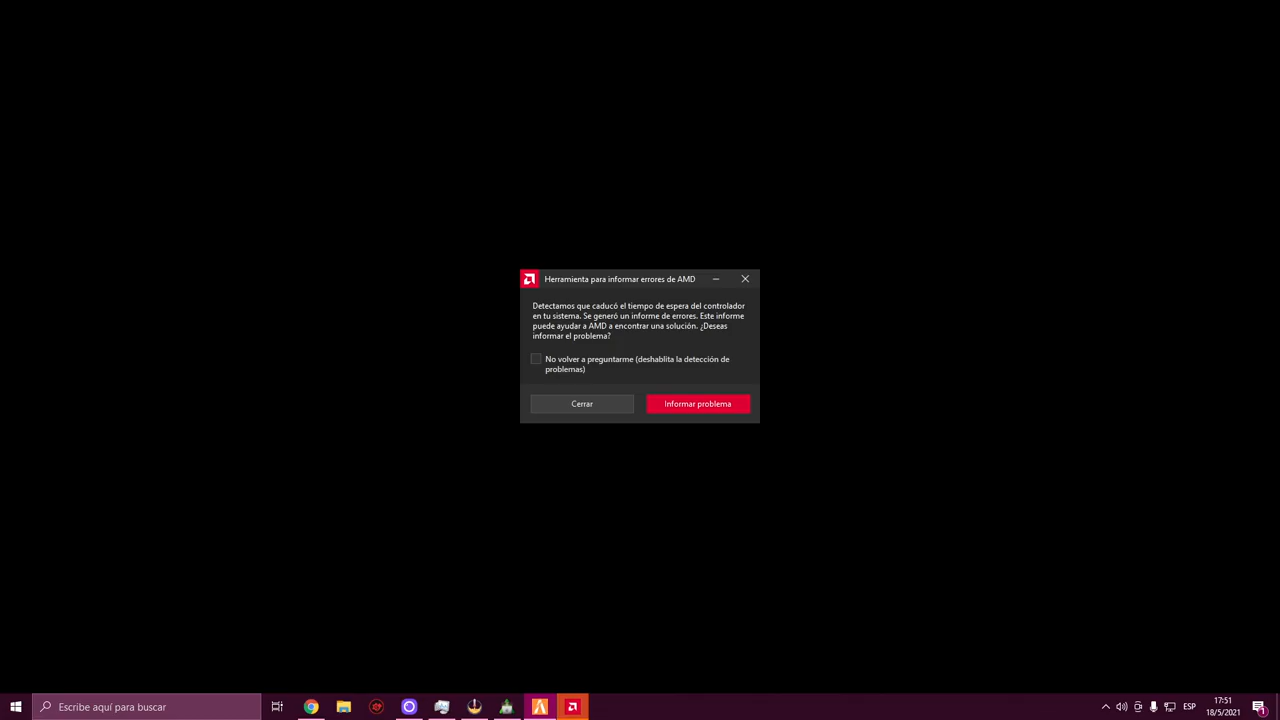 Herramienta para informar errores de AMD
Detectamos que caducó el tiempo de espera del controlador
en tu sistema. Se generó un informe de errores. Este informe
puede ayudar a AMD a encontrar una solución. ¿Deseas
informar el problema?
No volver a preguntarme (deshablita la detección de
problemas)
Cerrar
Informar problema
Escribe aquí para buscar
ESP
17:51
18/5/2021
1